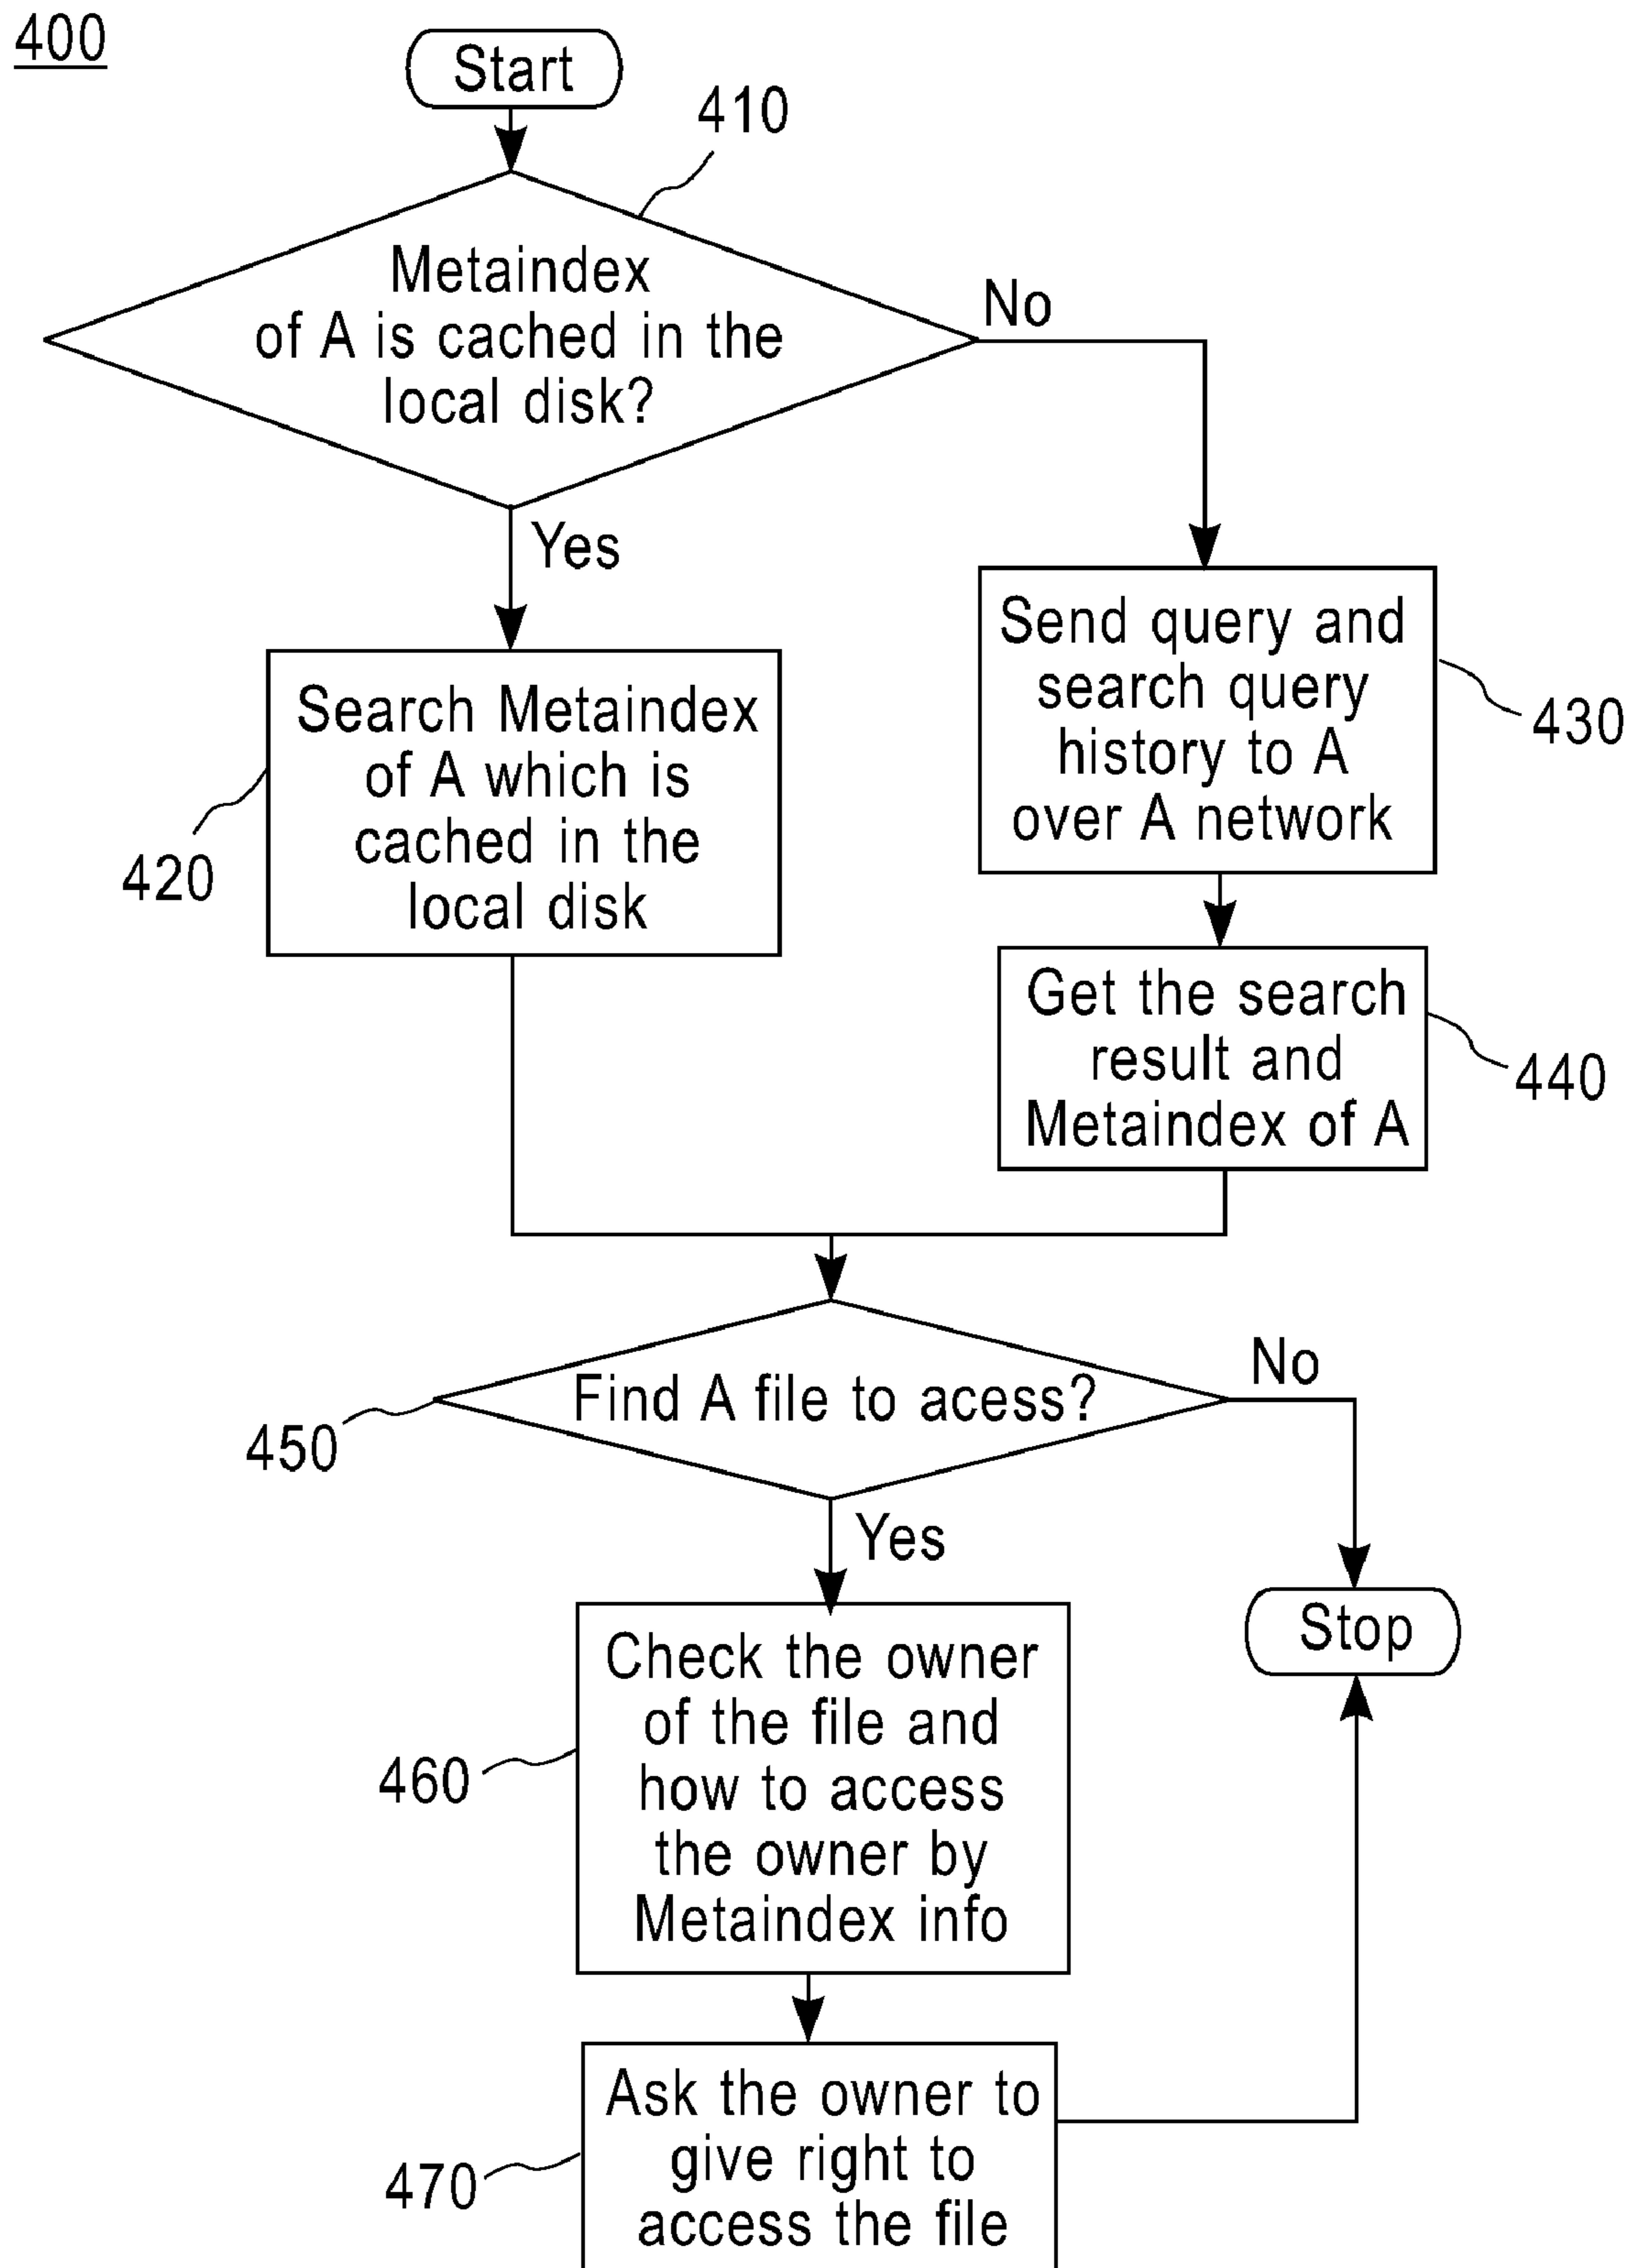 400
Start
410
Metaindex
of A is cached in the
local disk?
No
Yes
Send query and
search query
history to A
over A network
430
Search Metaindex
of A which is
cached in the
local disk
420
Get the search
result and
Metaindex of A
440
Find A file to acess?
No
450
Yes
Stop
Check the owner
of the file and
how to access
the owner by
Metaindex info
460
Ask the owner to
give right to
access the file
470